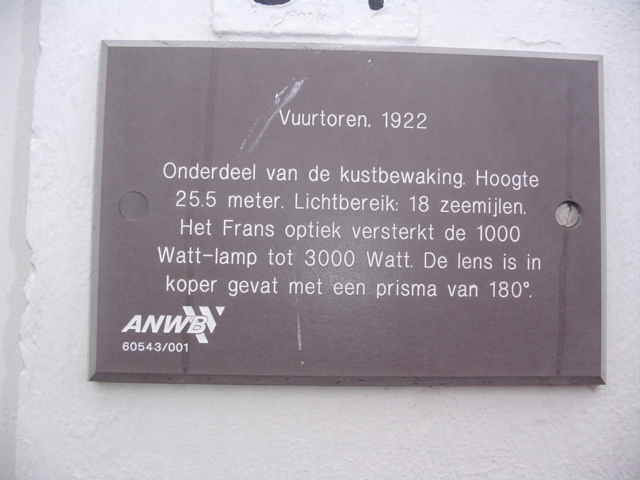 Vuurtoren, 1922
Onderdeel van de kustbewaking. Hoogte
25.5 meter. Lichtbereik: 18 zeemijlen.
Het Frans optiek versterkt de 1000
Watt-lamp tot 3000 Watt. De lens is in
koper gevat met een prisma van 180°.
ANWB
60543/001